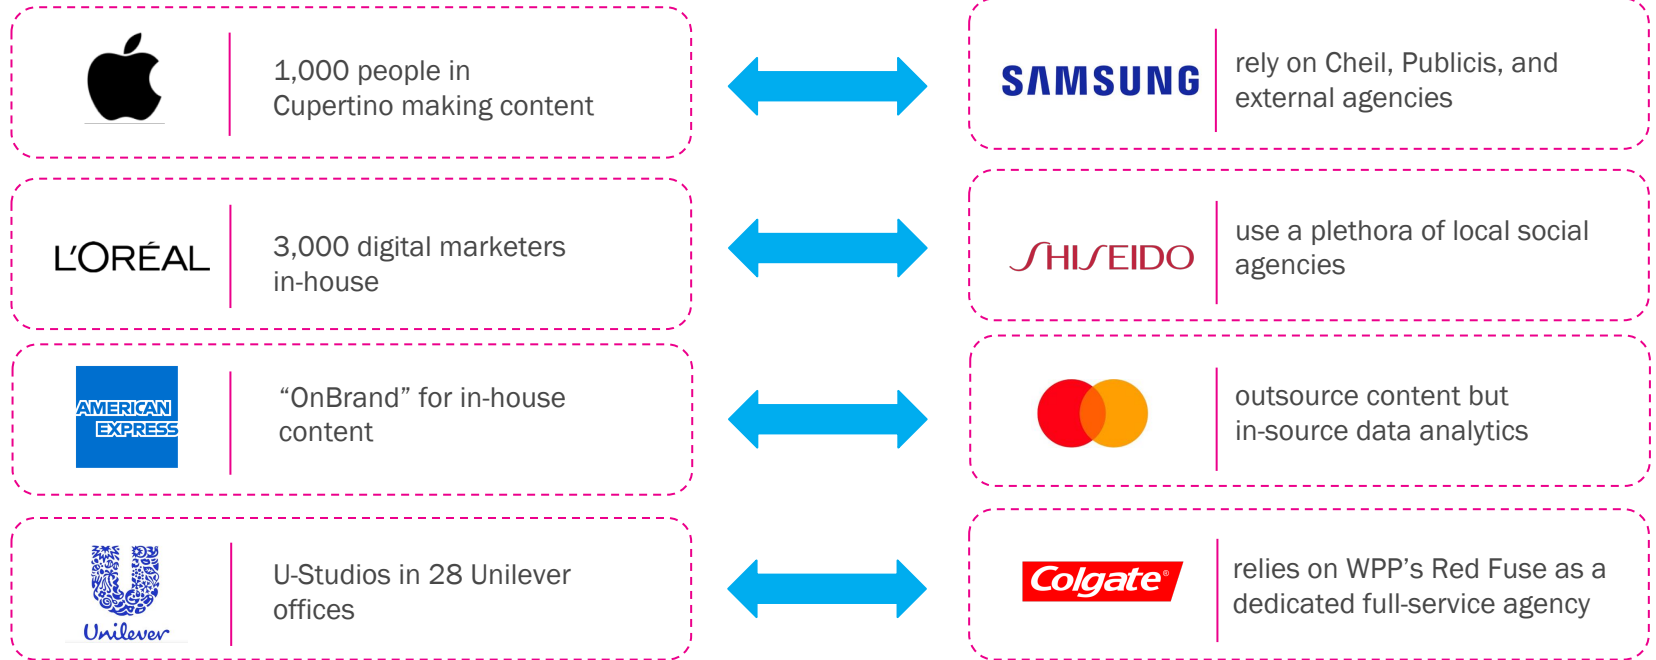 1,000 people in
Cupertino making content
SAMSUNG
rely on Cheil, Publicis, and
external agencies
L'ORÉAL
3,000 digital marketers
in-house
SHISEIDO
use a plethora of local social
agencies
AMERICAN
EXPRESS
“OnBrand” for in-house
content
outsource content but
in-source data analytics
U-Studios in 28 Unilever
offices
Unilever
Colgate®
relies on WPP’s Red Fuse as a
dedicated full-service agency